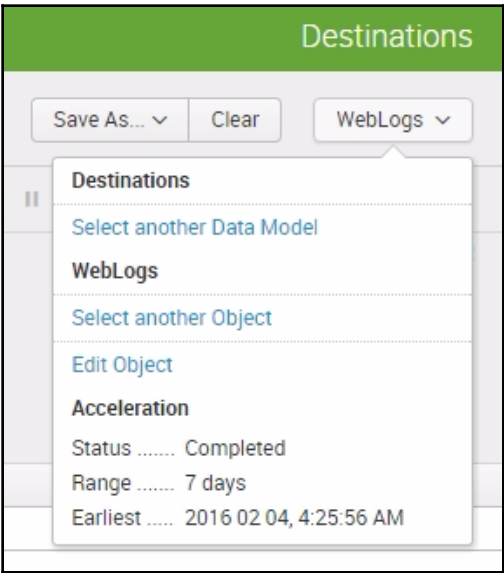 Destinations
Save As... Clear WebLogs
Destinations
Select another Data Model
WebLogs
Select another Object
Edit Object
Acceleration
Status ....... Completed
Range ....... 7 days
Earliest ..... 2016 02 04, 4:25:56 AM